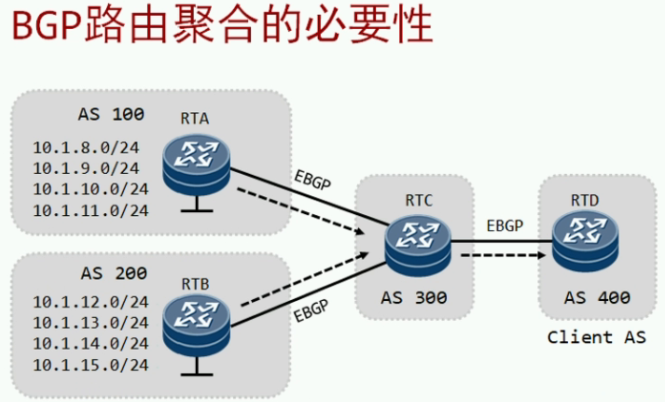 BGP路由聚合的必要性
AS 100
RTA
10.1.8.0/24
10.1.9.0/24
10.1.10.0/24
10.1.11.0/24
EBGP
AS 200
RTB
10.1.12.0/24
10.1.13.0/24
10.1.14.0/24
10.1.15.0/24
EBGP
RTC
AS 300
EBGP
RTD
AS 400
Client AS